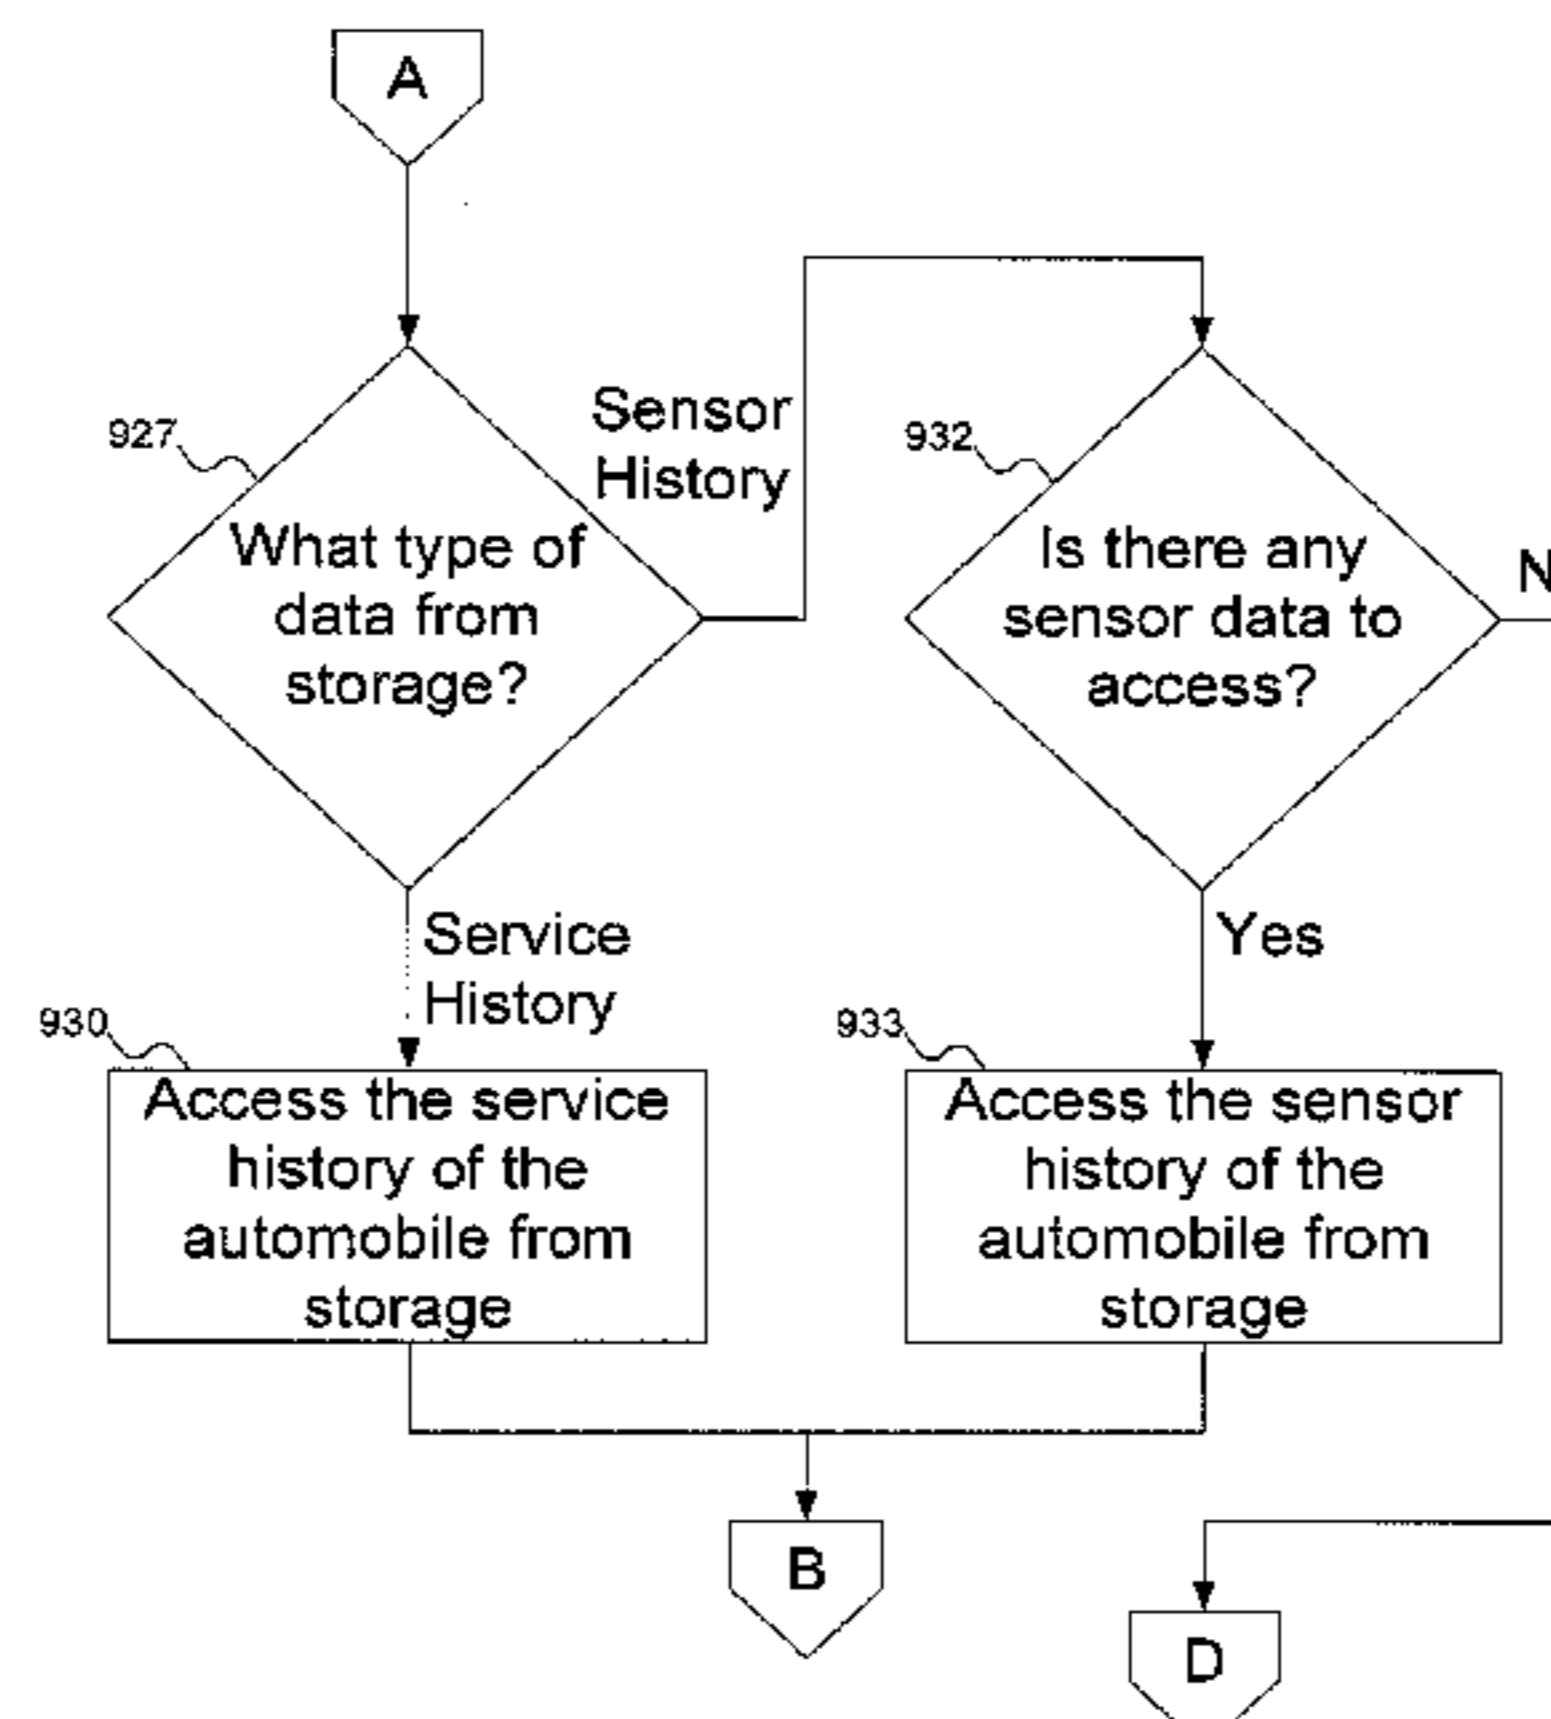 A
Sensor
History
927
What type of
data from
storage?
932
Is there any
sensor data to
access?
N
Service
History
Yes
930
Access the service
history of the
automobile from
storage
933
Access the sensor
history of the
automobile from
storage
B
D